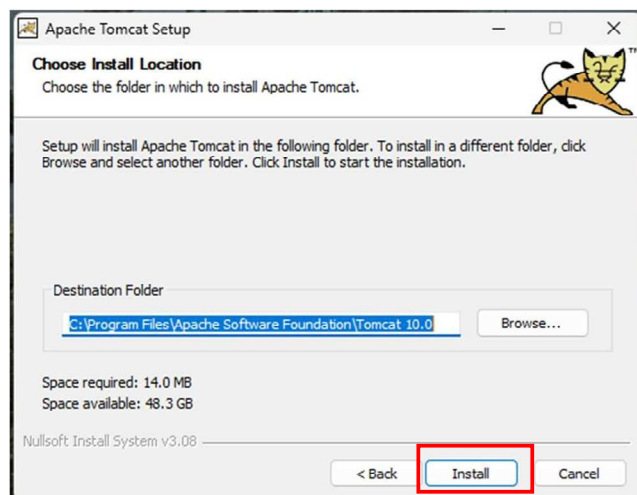 Apache Tomcat Setup
Choose Install Location
Choose the folder in which to install Apache Tomcat.
TM
Setup will install Apache Tomcat in the following folder. To install in a different folder, click
Browse and select another folder. Click Install to start the installation.
Destination Folder
C:\Program Files\Apache Software Foundation\Tomcat 10.0
Browse...
Space required: 14.0 MB
Space available: 48.3 GB
Nullsoft Install System v3.08
< Back Install Cancel